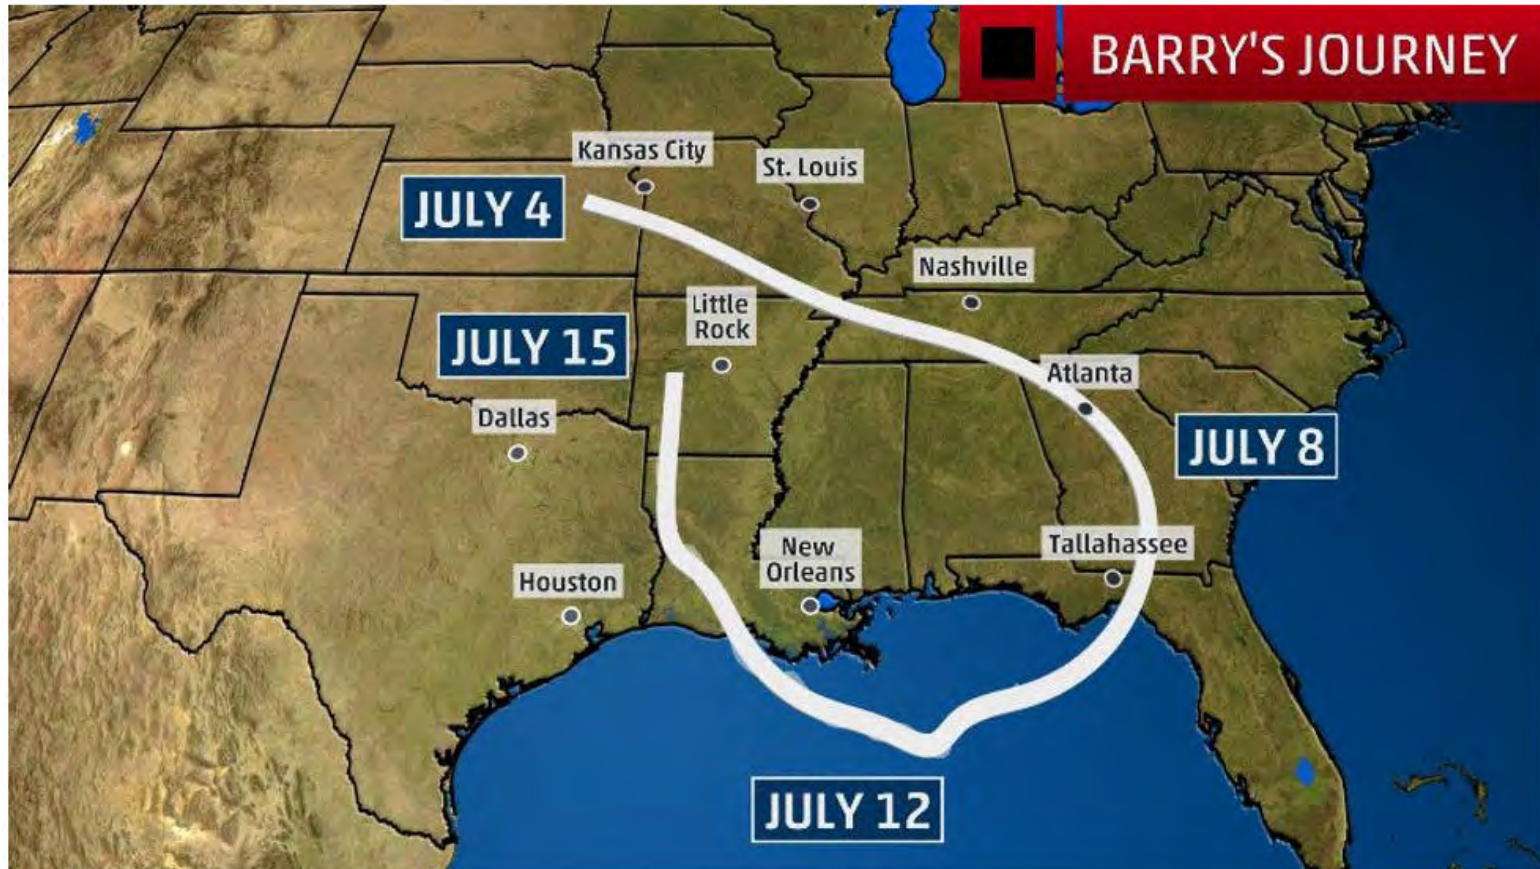 BARRY'S JOURNEY
Kansas City
St. Louis
JULY 4
Nashville
Little
Rock
JULY 15
Atlanta
Dallas
JULY 8
New
Orleans
Tallahassee
Houston
JULY 12